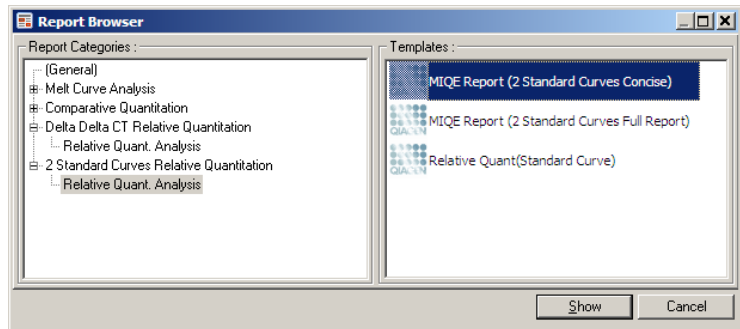 Report Browser
Report Categories :
(General)
Melt Curve Analysis
Comparative Quantitation
Delta Delta CT Relative Quantitation
Relative Quant. Analysis
2 Standard Curves Relative Quantitation
Relative Quant. Analysis
Templates :
MIQE Report (2 Standard Curves Concise)
QIAGEN
MIQE Report (2 Standard Curves Full Report)
QIAGEN
Relative Quant(Standard Curve)
Show
Cancel